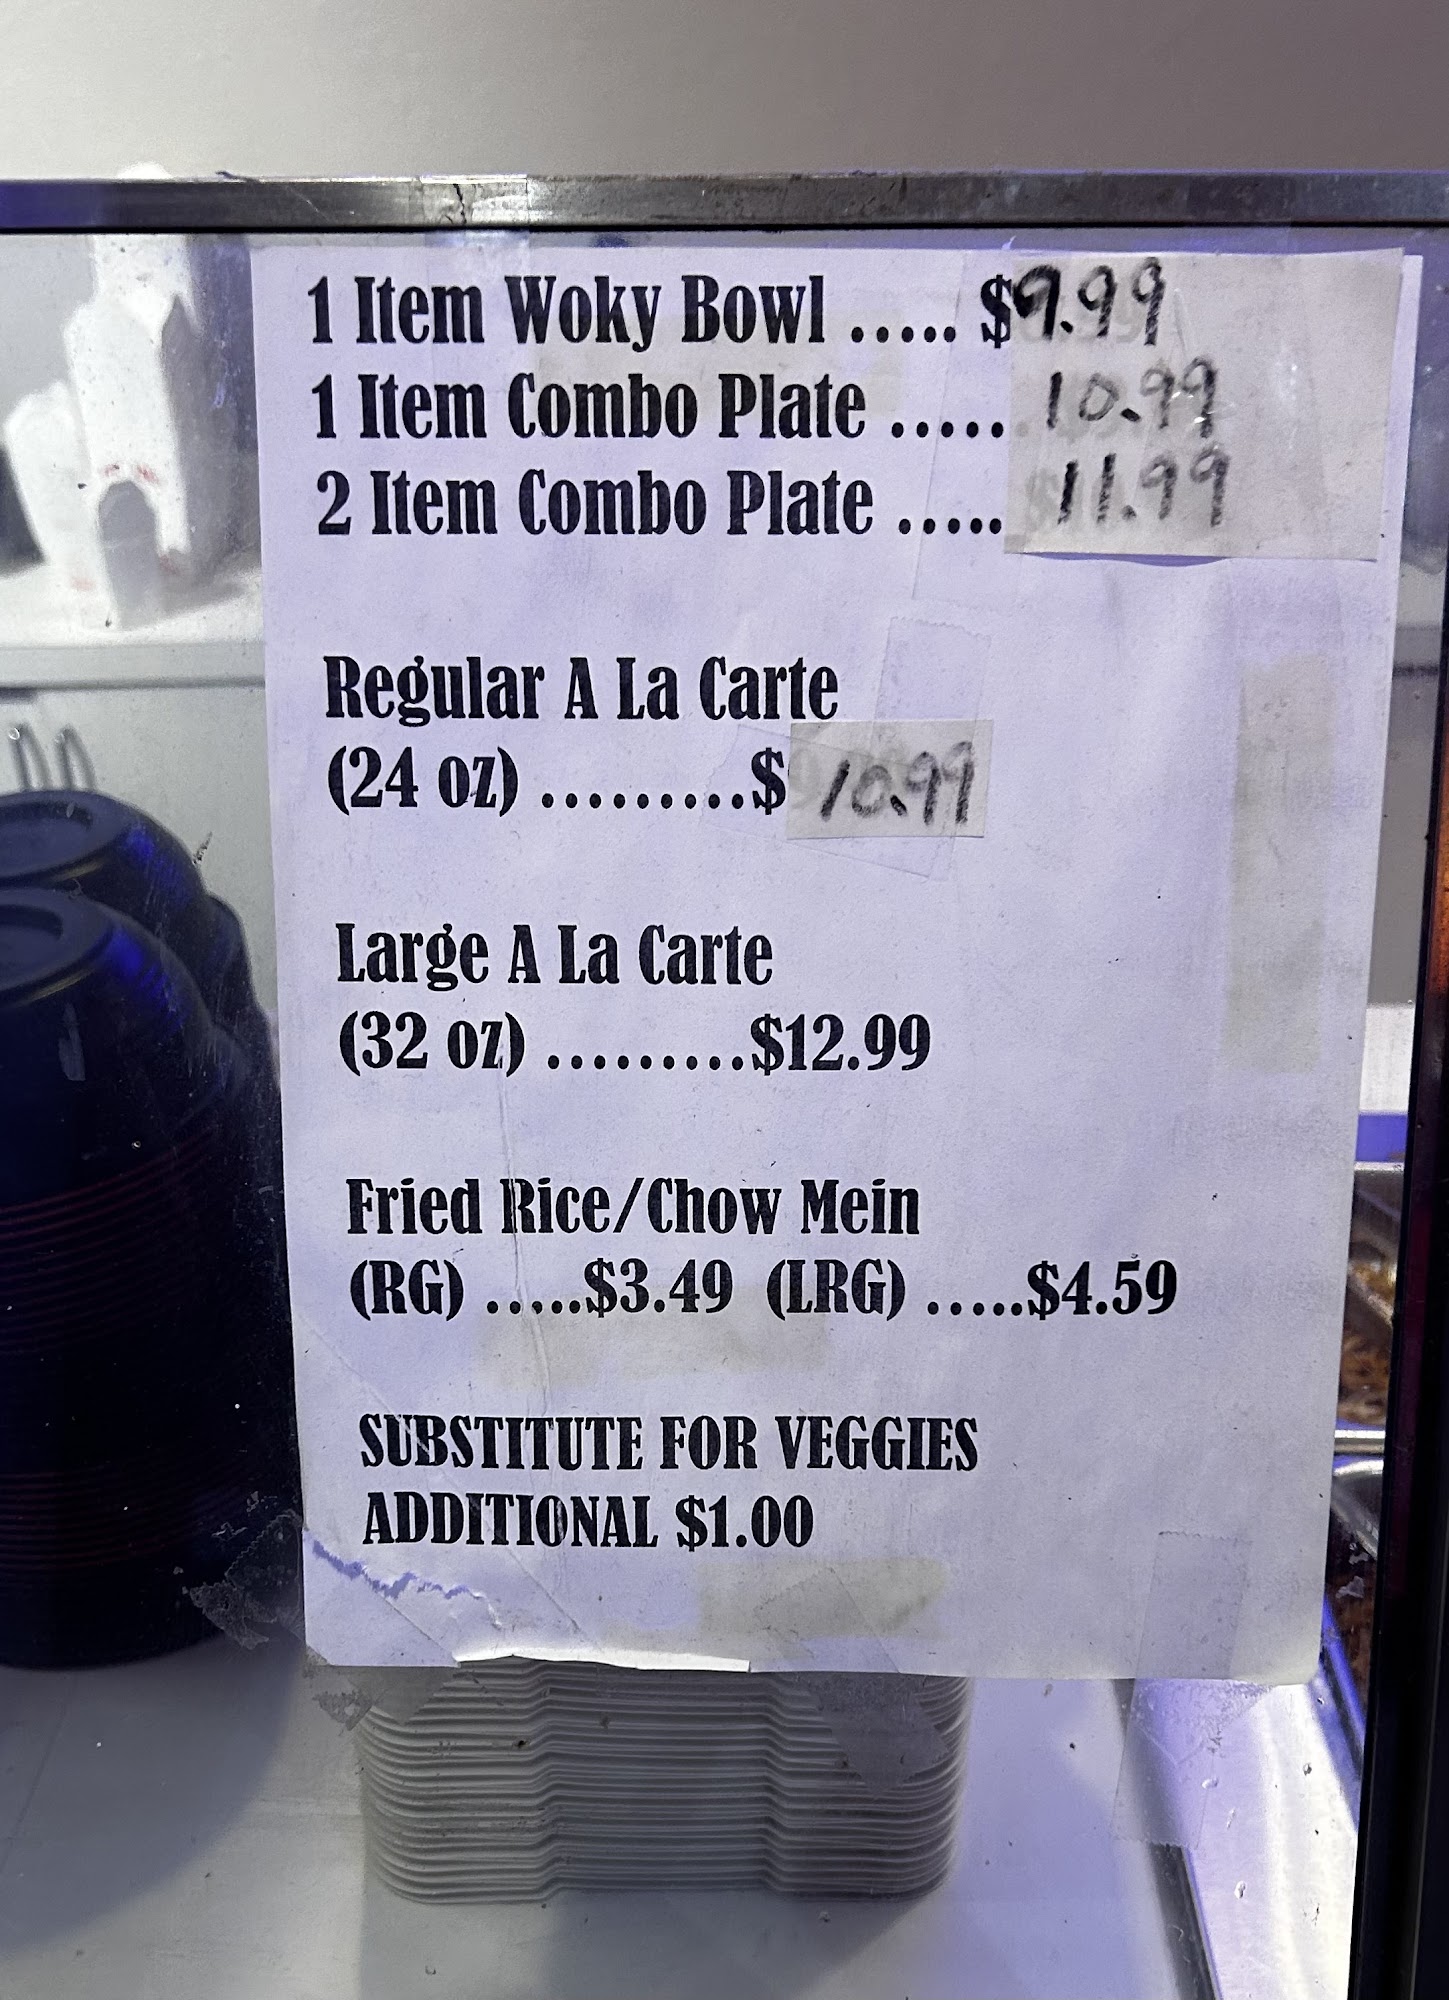 1 Item Woky Bowl ..... $9.99
1 Item Combo Plate ..... 10.99
2 Item Combo Plate ..... 11.99
Regular A La Carte
(24 oz) .........$ 10.99
Large A La Carte
(32 oz) .........$12.99
Fried Rice/Chow Mein
(RG) .....$3.49 (LRG) .....$4.59
SUBSTITUTE FOR VEGGIES
ADDITIONAL $1.00